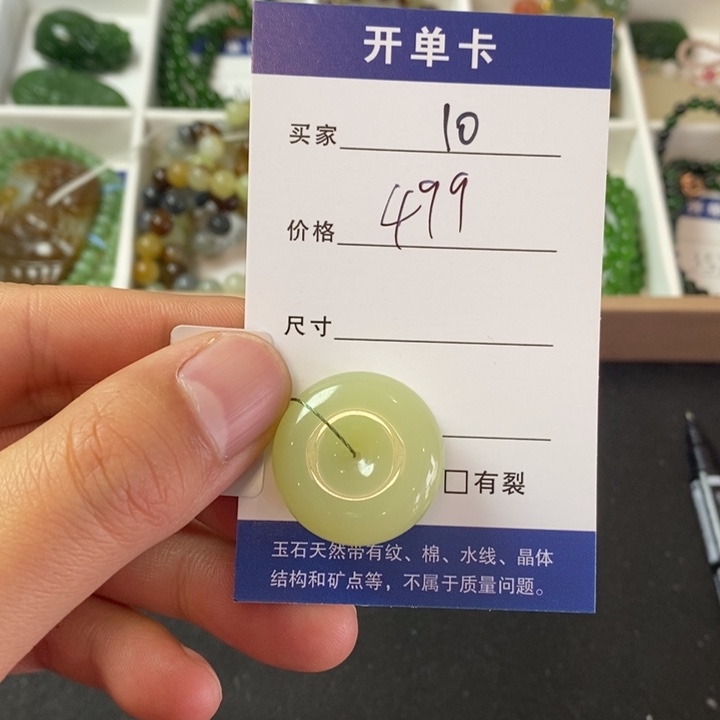 开单卡
买家 10
价格 499
尺寸
□有裂
玉石天然带有纹、棉、水线、晶体
结构和矿点等，不属于质量问题。